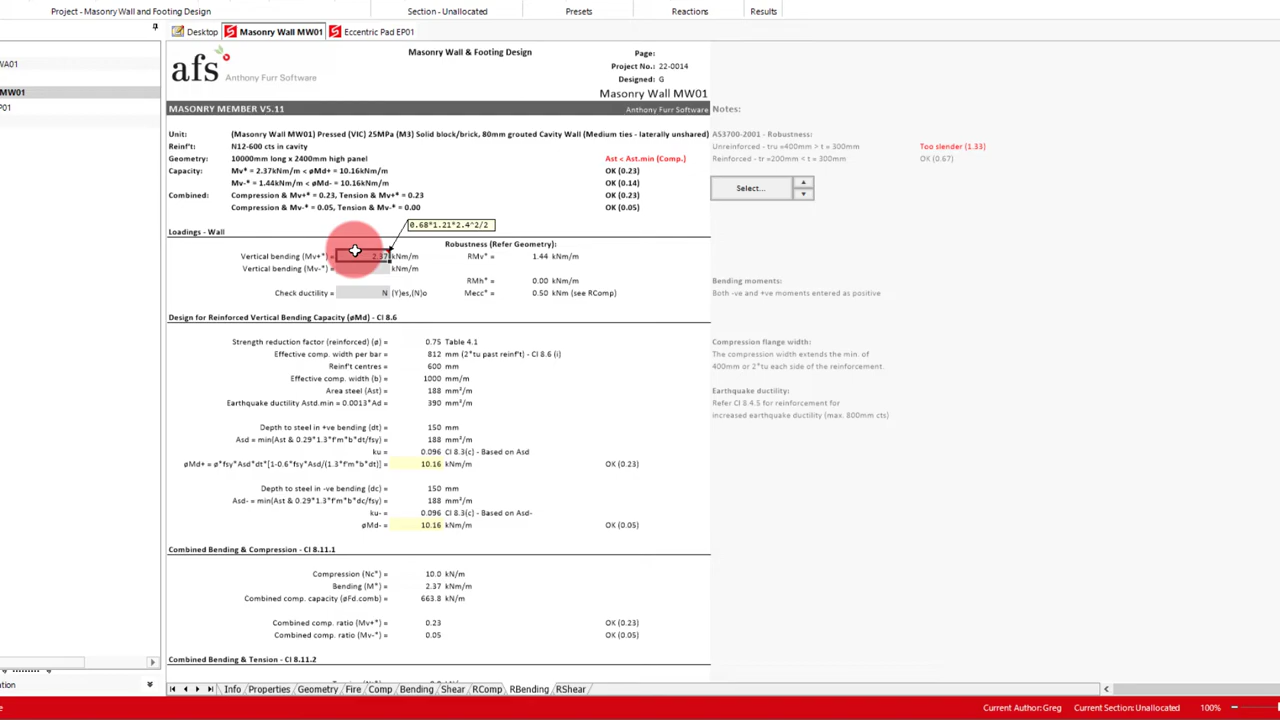 Project - Masonry Wall and Footing Design Section - Unallocated Presets Reactions Results
Desktop Masonry Wall MW01 Eccentric Pad EP01
WA01
MW01
P01
afs Anthony Furr Software
Masonry Wall & Footing Design
Page:
Project No.: 22-0014
Designed: G
Masonry Wall MW01
MASONRY MEMBER V5.11 Anthony Furr Software Notes:
Unit: (Masonry Wall MW01) Pressed (VIC) 25MPa (M3) Solid block/brick, 80mm grouted Cavity Wall (Medium ties - laterally unshared) AS3700-2001 - Robustness:
Reinf't: N12-600 cts in cavity Unreinforced - tru =400mm > t = 300mm Too slender (1.33)
Geometry: 10000mm long x 2400mm high panel Ast < Ast.min (Comp.) Reinforced - tr =200mm < t = 300mm OK (0.67)
Capacity: Mv* = 2.37kNm/m < øMd+ = 10.16kNm/m OK (0.23)
Mv-* = 1.44kNm/m < øMd- = 10.16kNm/m OK (0.14) Select...
Combined: Compression & Mv+* = 0.23, Tension & Mv+* = 0.23 OK (0.23)
Compression & Mv-* = 0.05, Tension & Mv-* = 0.00 OK (0.05)
0.68*1.21*2.4^2/2
Loadings - Wall
Robustness (Refer Geometry):
Vertical bending (Mv+*) = 2.37 kNm/m RMv* = 1.44 kNm/m
Vertical bending (Mv-*) = kNm/m
RMh* = 0.00 kNm/m Bending moments:
Check ductility = N (Y)es,(N)o Mecc* = 0.50 kNm (see RComp) Both -ve and +ve moments entered as positive
Design for Reinforced Vertical Bending Capacity (øMd) - Cl 8.6
Strength reduction factor (reinforced) (ø) = 0.75 Table 4.1 Compression flange width:
Effective comp. width per bar = 812 mm (2*tu past reinf't) - Cl 8.6 (i) The compression width extends the min. of
Reinf't centres = 600 mm 400mm or 2*tu each side of the reinforcement.
Effective comp. width (b) = 1000 mm/m
Area steel (Ast) = 188 mm²/m Earthquake ductility:
Earthquake ductility Astd.min = 0.0013*Ad = 390 mm²/m Refer Cl 8.4.5 for reinforcement for
increased earthquake ductility (max. 800mm cts)
Depth to steel in +ve bending (dt) = 150 mm
Asd = min(Ast & 0.29*1.3*f'm*b*dt/fsy) = 188 mm²/m
ku = 0.096 Cl 8.3(c) - Based on Asd
øMd+ = ø*fsy*Asd*dt*[1-0.6*fsy*Asd/(1.3*f'm*b*dt)] = 10.16 kNm/m OK (0.23)
Depth to steel in -ve bending (dc) = 150 mm
Asd- = min(Ast & 0.29*1.3*f'm*b*dc/fsy) = 188 mm²/m
ku- = 0.096 Cl 8.3(c) - Based on Asd-
øMd- = 10.16 kNm/m OK (0.05)
Combined Bending & Compression - Cl 8.11.1
Compression (Nc*) = 10.0 kN/m
Bending (M*) = 2.37 kNm/m
Combined comp. capacity (øFd.comb) = 663.8 kN/m
Combined comp. ratio (Mv+*) = 0.23 OK (0.23)
Combined comp. ratio (Mv-*) = 0.05 OK (0.05)
Combined Bending & Tension - Cl 8.11.2
ation Info Properties Geometry Fire Comp Bending Shear RComp RBending RShear
Current Author: Greg Current Section: Unallocated 100%